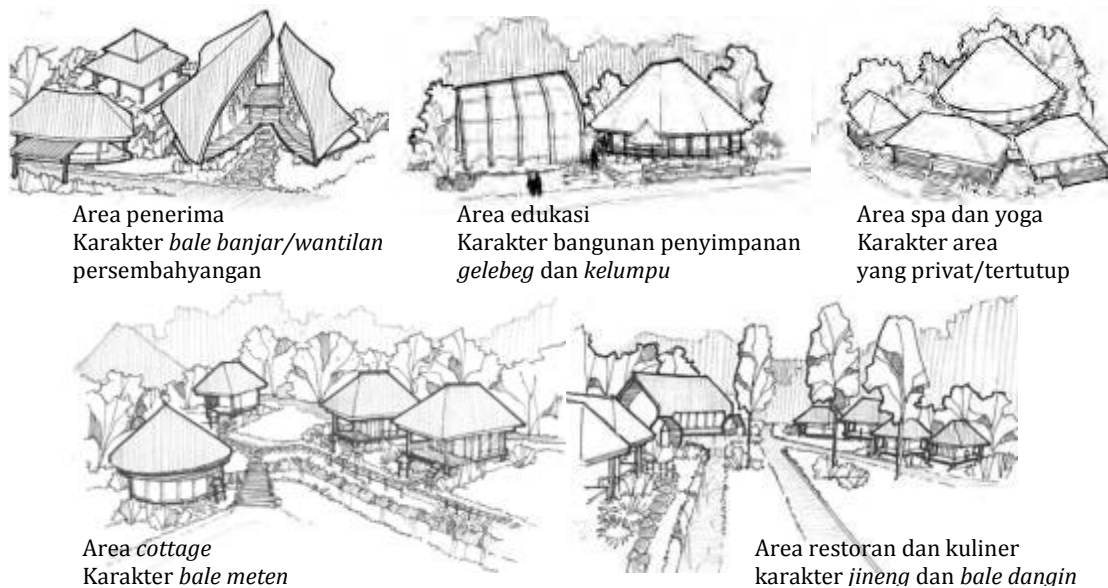 Area penerima
Karakter bale banjar/wantilan
persembahyangan
Area edukasi
Karakter bangunan penyimpanan
gelebeg dan kelumpu
Area spa dan yoga
Karakter area
yang privat/tertutup
Area cottage
Karakter bale meten
Area restoran dan kuliner
karakter jineng dan bale dangin